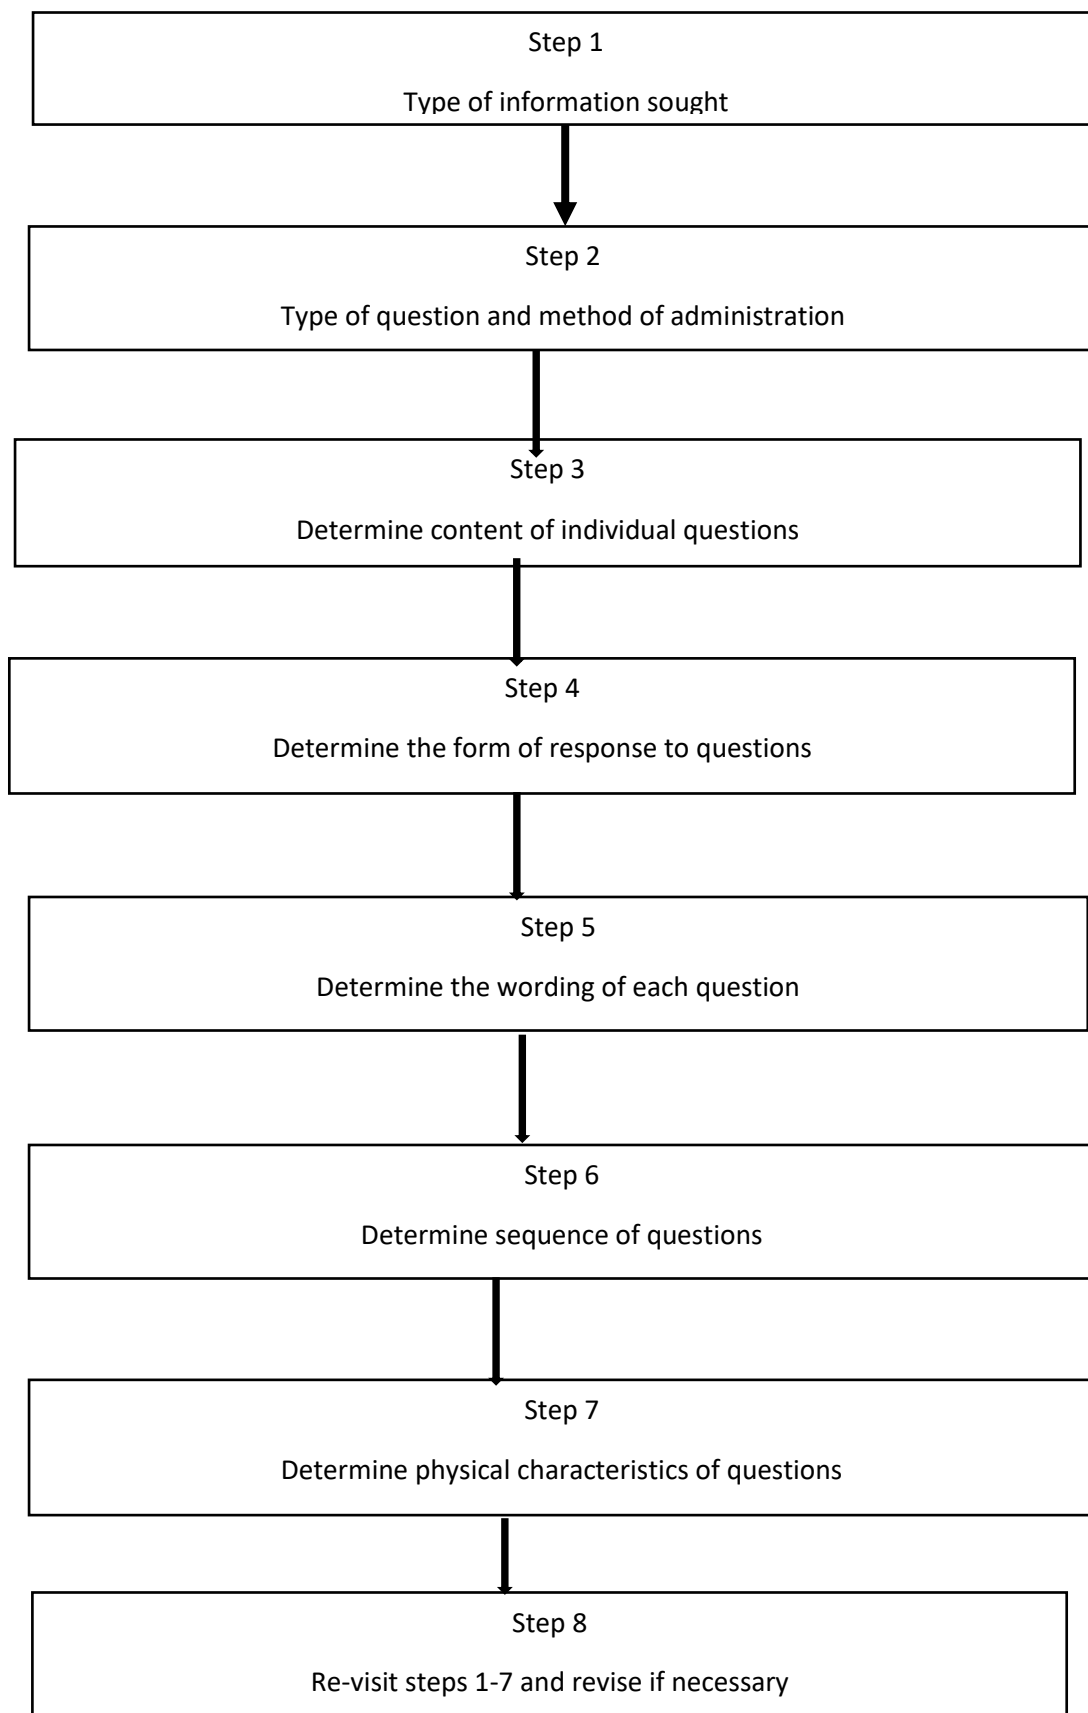 Step 1
Type of information sought
Step 2
Type of question and method of administration
Step 3
Determine content of individual questions
Step 4
Determine the form of response to questions
Step 5
Determine the wording of each question
Step 6
Determine sequence of questions
Step 7
Determine physical characteristics of questions
Step 8
Re-visit steps 1-7 and revise if necessary